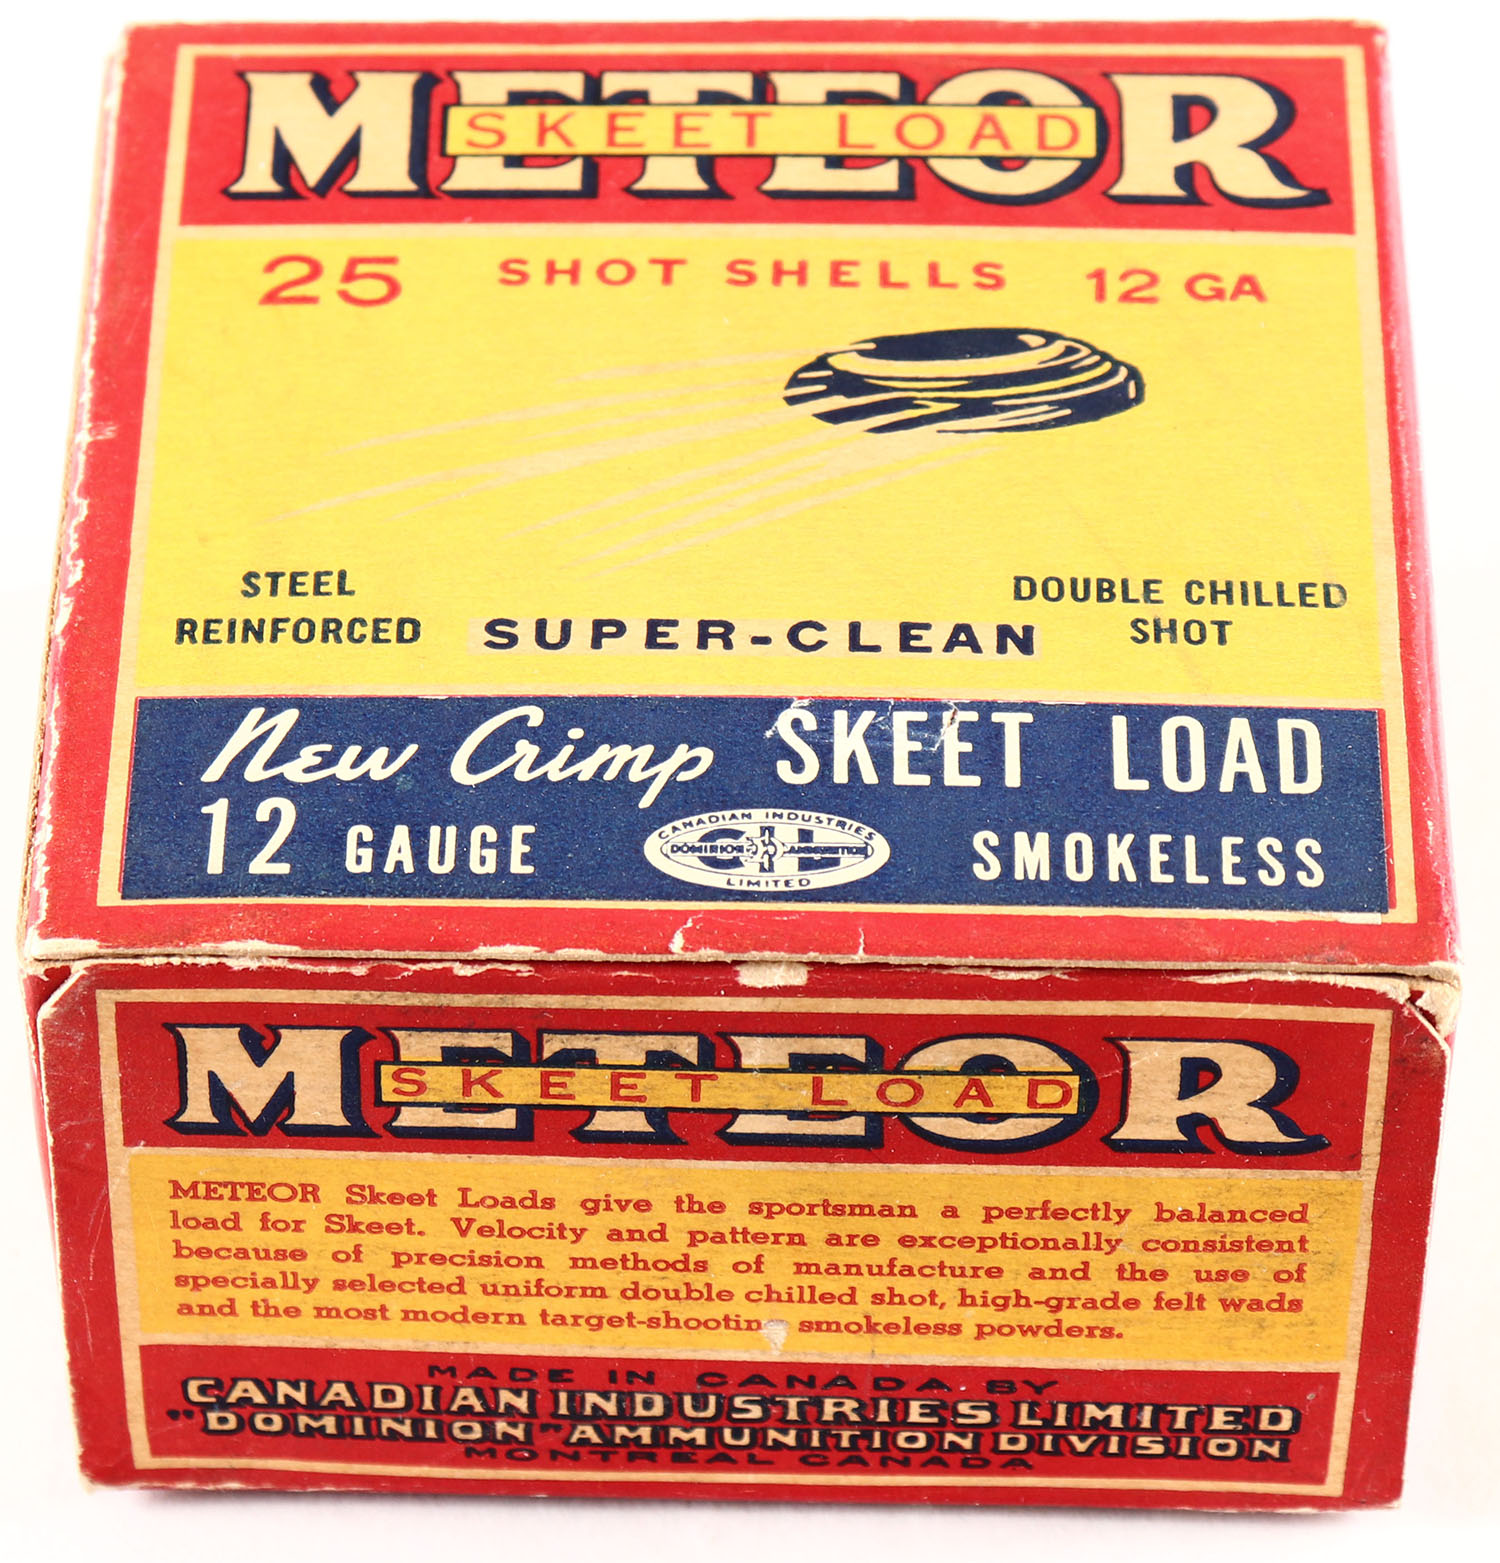 METEOR
SKEET LOAD
25 SHOT SHELLS 12 GA
STEEL
REINFORCED
SUPER-CLEAN
DOUBLE CHILLED
SHOT
New Crimp SKEET LOAD
12 GAUGE
CANADIAN INDUSTRIES
CIL
DOMINION AMMUNITION
LIMITED
SMOKELESS
METEOR
SKEET LOAD
METEOR Skeet Loads give the sportsman a perfectly balanced
load for Skeet. Velocity and pattern are exceptionally consistent
because of precision methods of manufacture and the use of
specially selected uniform double chilled shot, high-grade felt wads
and the most modern target-shootin smokeless powders.
MADE IN CANADA BY
CANADIAN INDUSTRIES LIMITED
"DOMINION" AMMUNITION DIVISION
MONTREAL CANADA